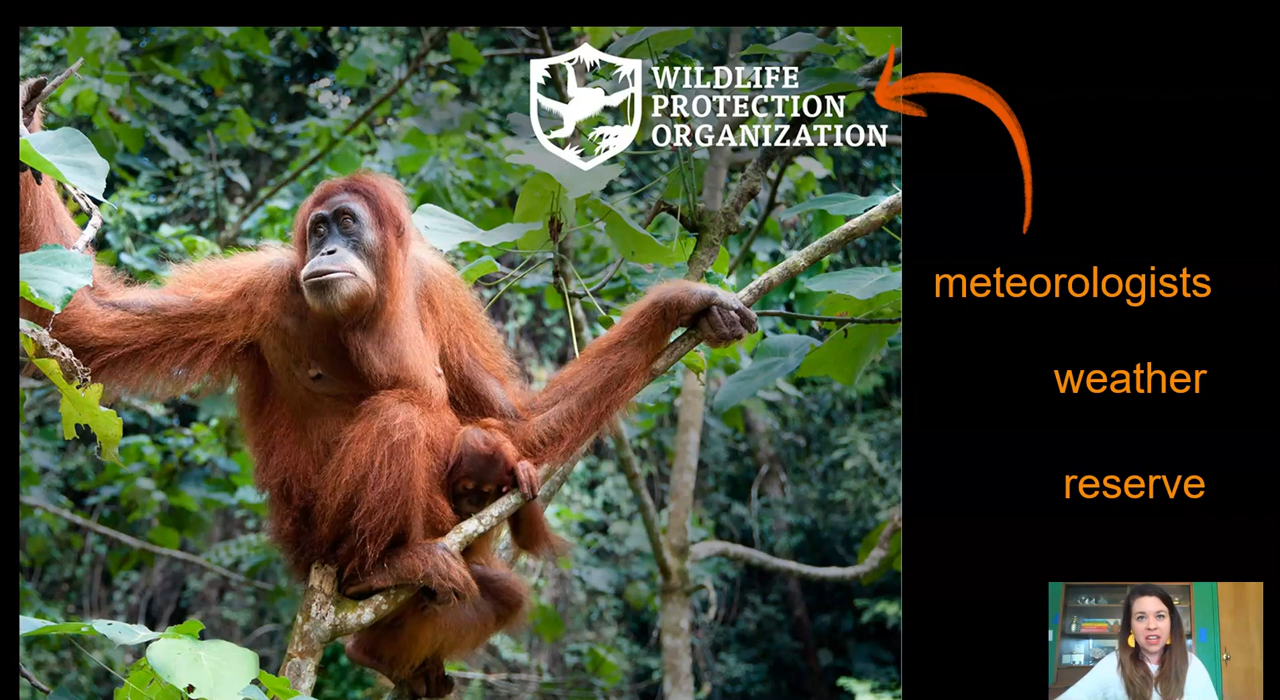 WILDLIFE
PROTECTION
ORGANIZATION
meteorologists
weather
reserve